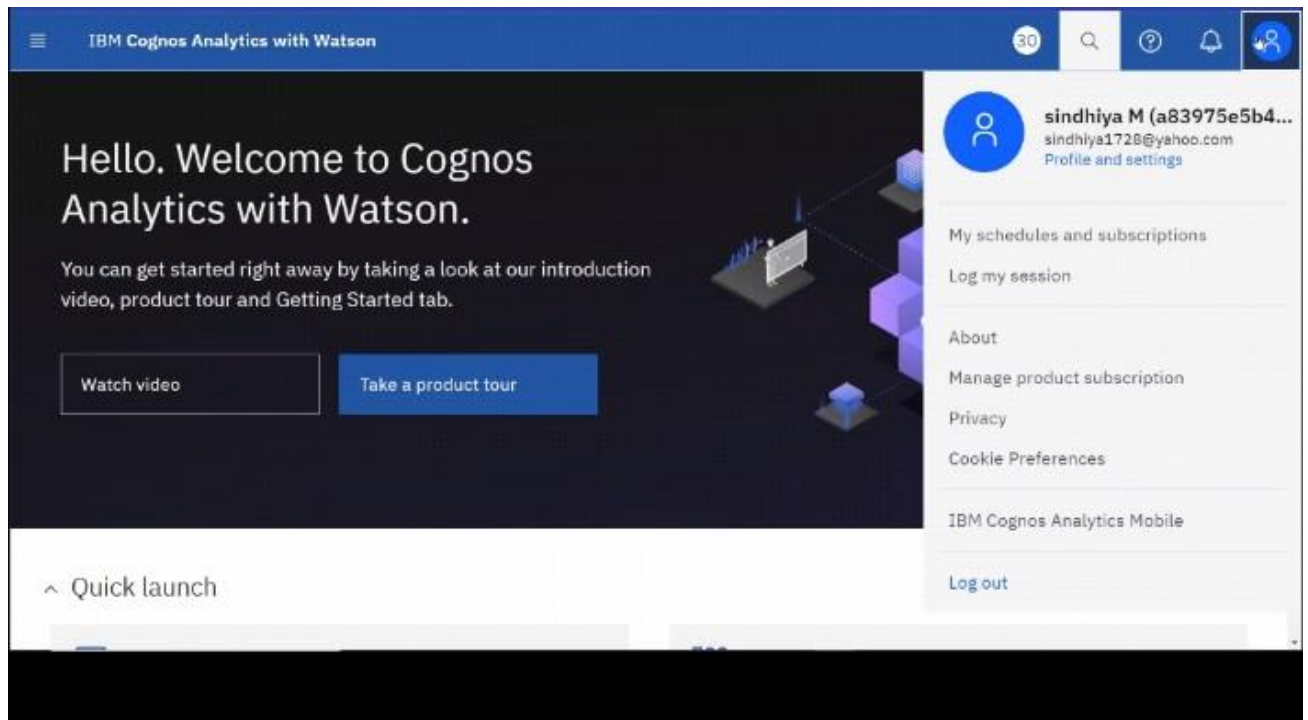 IBM Cognos Analytics with Watson
30
sindhiya M (a83975e5b4...
sindhiya1728@yahoo.com
Profile and settings
Hello. Welcome to Cognos
Analytics with Watson.
You can get started right away by taking a look at our introduction
video, product tour and Getting Started tab.
Watch video
Take a product tour
My schedules and subscriptions
Log my session
About
Manage product subscription
Privacy
Cookie Preferences
IBM Cognos Analytics Mobile
Log out
Quick launch